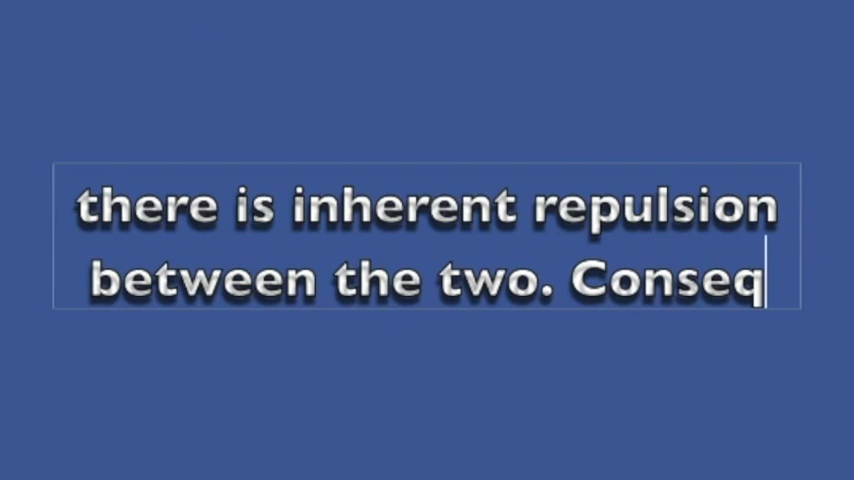 there is inherent repulsion
between the two. Conseq